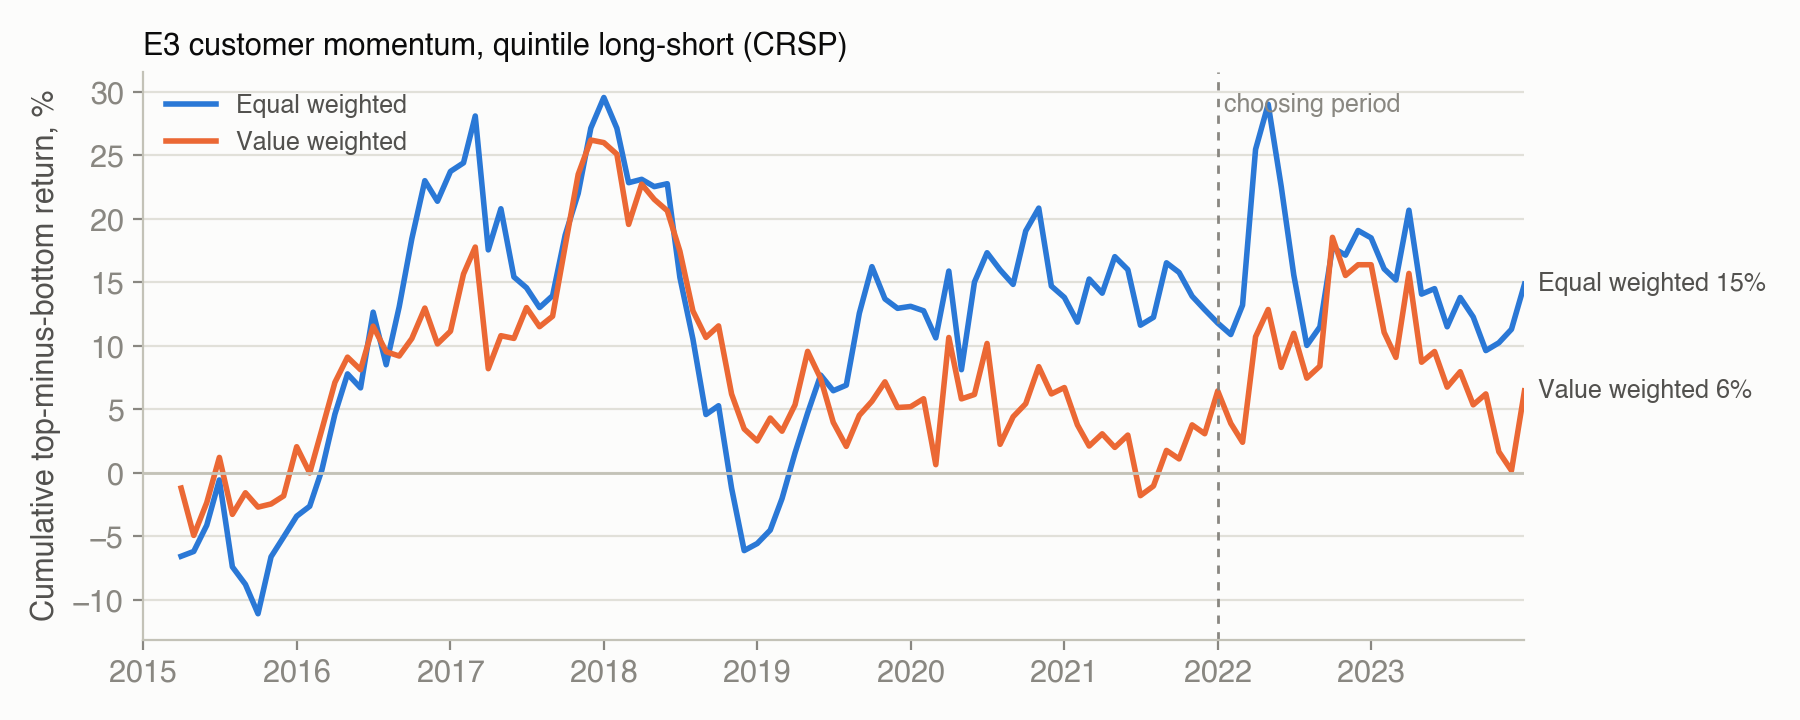 E3 customer momentum, quintile long-short (CRSP)
Cumulative top-minus-bottom return, %
30
25
20
15
10
5
0
−5
−10
Equal weighted
Value weighted
choosing period
Equal weighted 15%
Value weighted 6%
2015 2016 2017 2018 2019 2020 2021 2022 2023